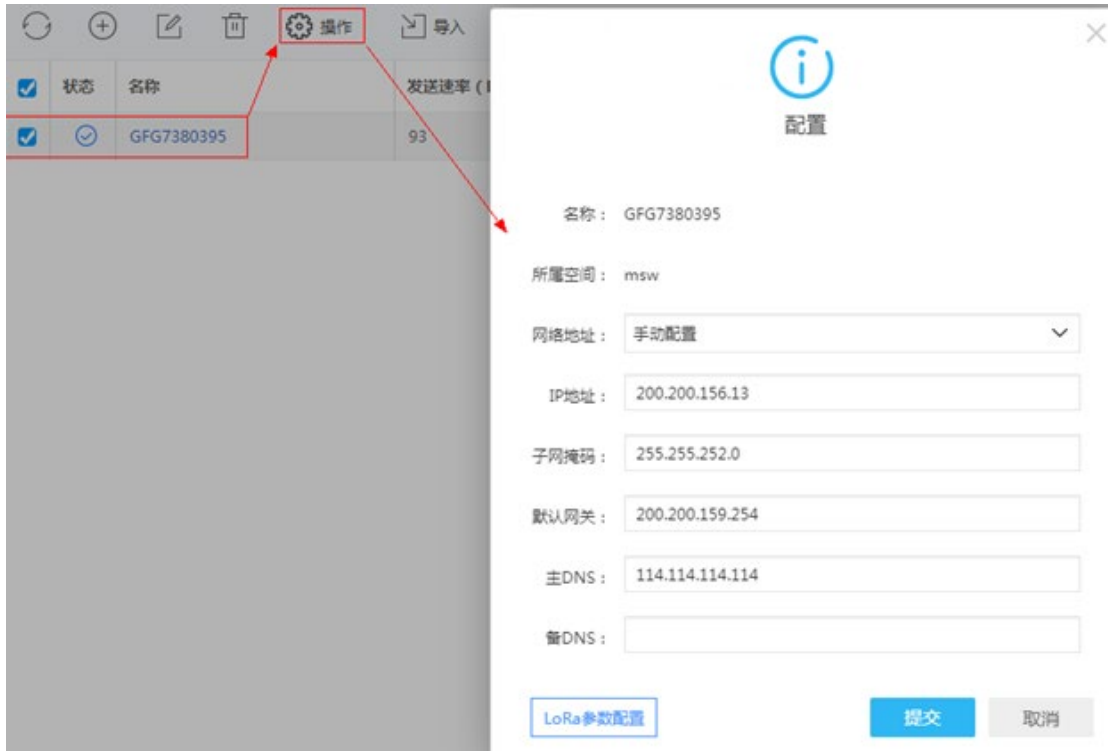 操作
导入
状态
名称
发送速率 (
GFG7380395
93
配置
名称： GFG7380395
所属空间： msw
网络地址： 手动配置
IP地址： 200.200.156.13
子网掩码： 255.255.252.0
默认网关： 200.200.159.254
主DNS： 114.114.114.114
备DNS：
LoRa参数配置
提交
取消